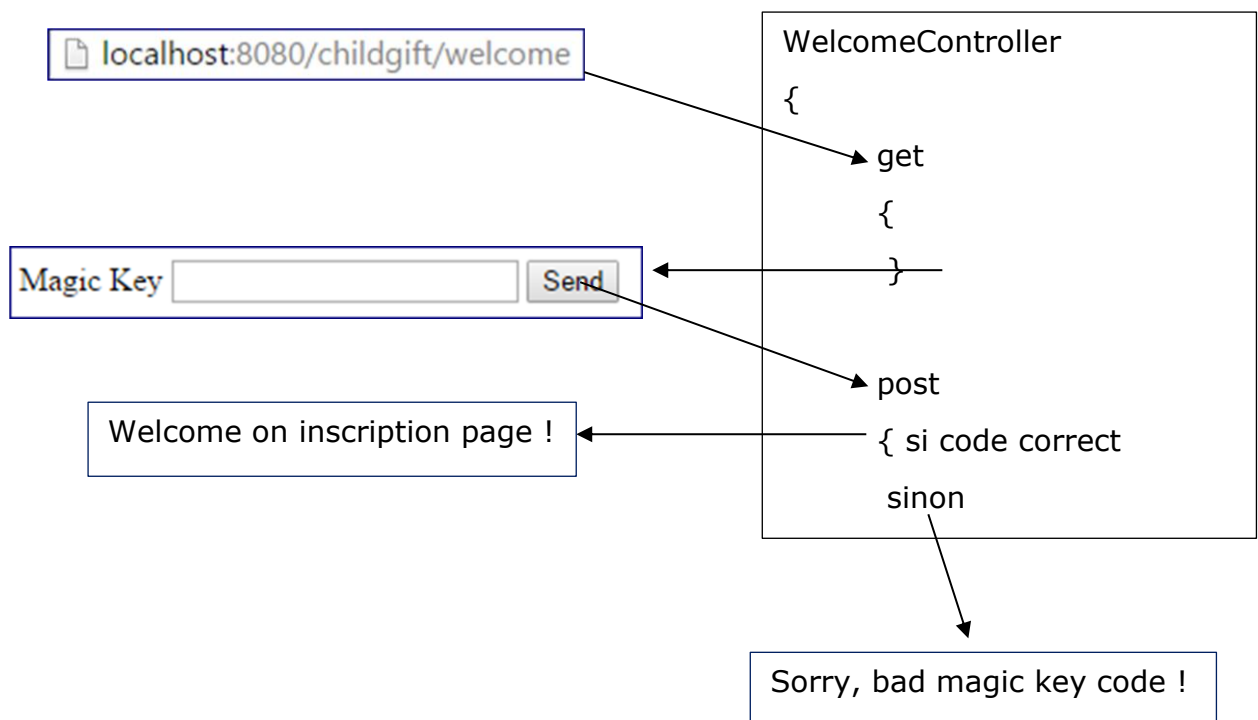 localhost:8080/childgift/welcome
WelcomeController
{
get
{
}
Magic Key Send
post
{ si code correct
Welcome on inscription page !
sinon
Sorry, bad magic key code !